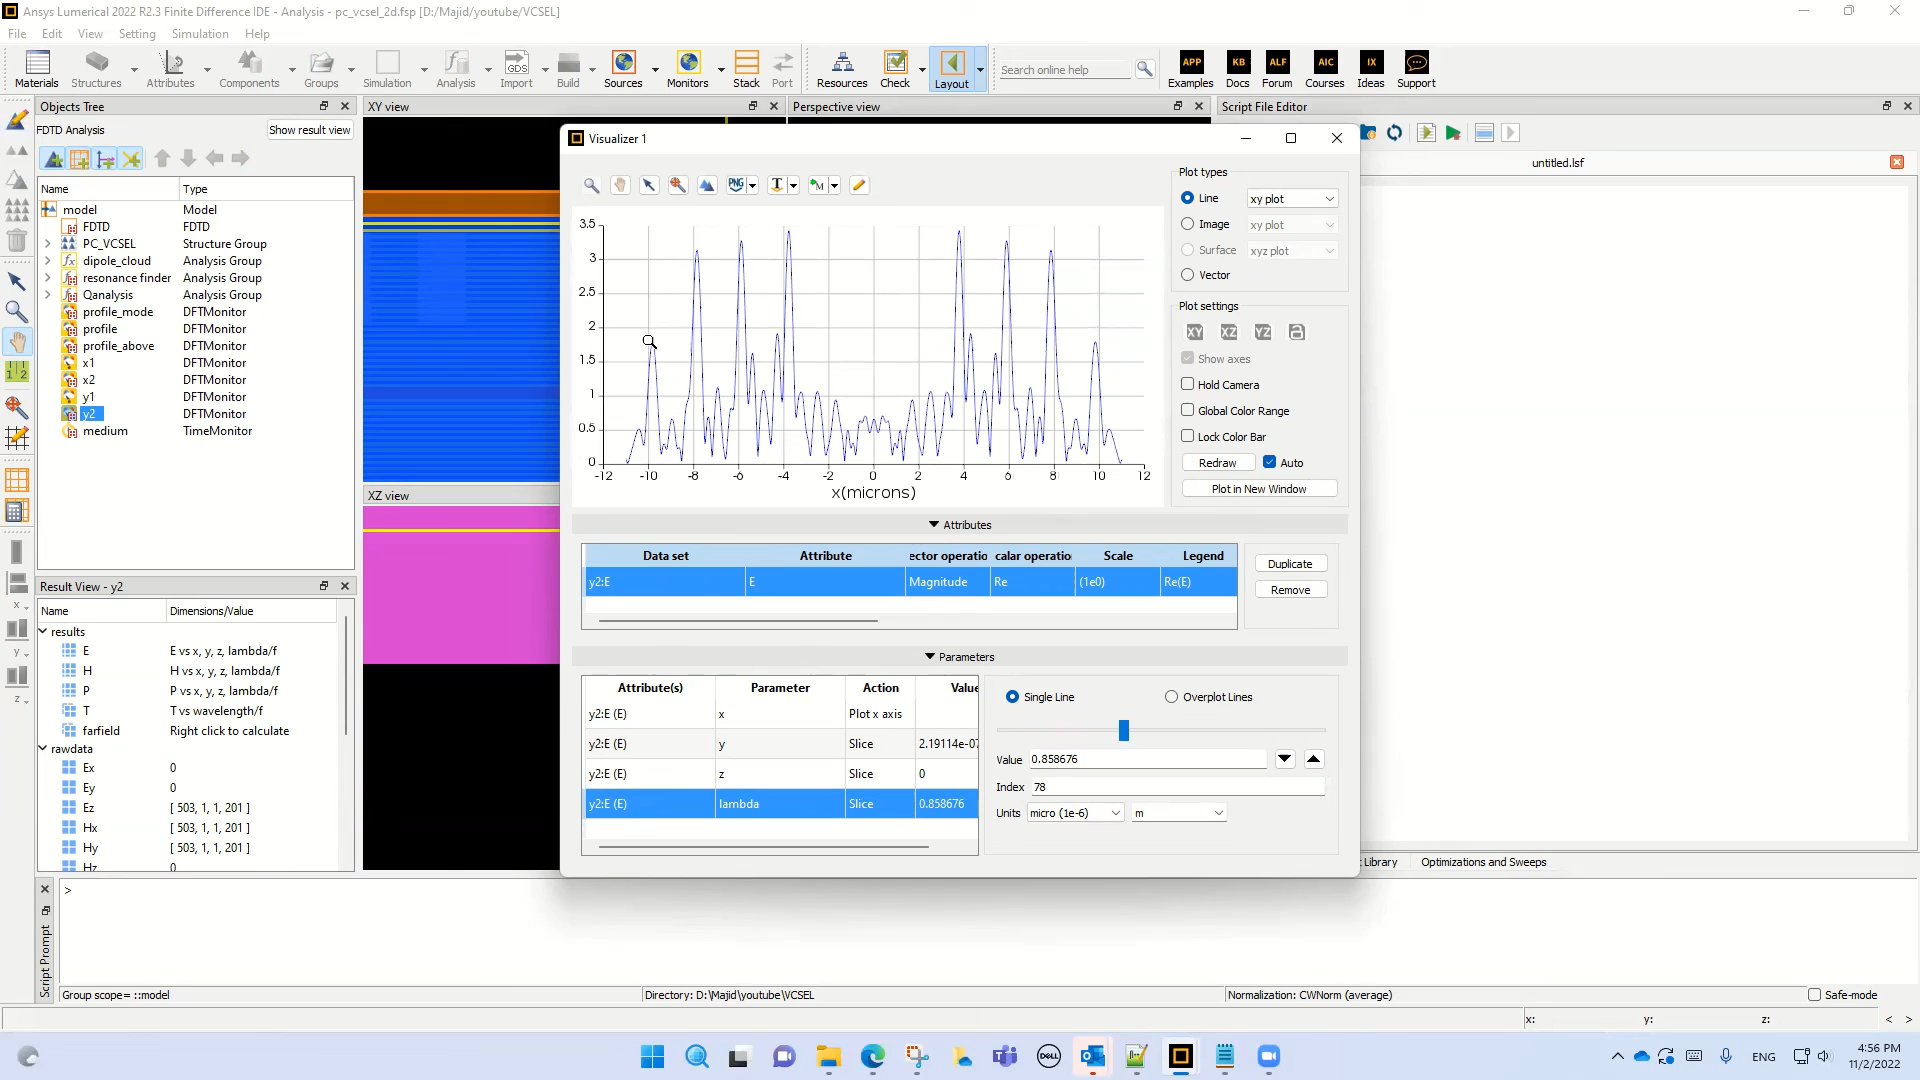 Ansys Lumerical 2022 R2.3 Finite Difference IDE - Analysis - pc_vcsel_2d.fsp [D:/Majid/youtube/VCSEL]
File Edit View Setting Simulation Help
Materials Structures Attributes Components Groups Simulation Analysis Import Build Sources Monitors Stack Port Resources Check Layout Search online help Examples Docs Forum Courses Ideas Support
GDS APP KB ALF AIC IX
Objects Tree
FDTD Analysis
Show result view
Name Type
model Model
FDTD FDTD
PC_VCSEL Structure Group
dipole_cloud Analysis Group
resonance finder Analysis Group
Qanalysis Analysis Group
profile_mode DFTMonitor
profile DFTMonitor
profile_above DFTMonitor
x1 DFTMonitor
x2 DFTMonitor
y1 DFTMonitor
y2 DFTMonitor
medium TimeMonitor
Result View - y2
Name Dimensions/Value
results
E E vs x, y, z, lambda/f
H H vs x, y, z, lambda/f
P P vs x, y, z, lambda/f
T T vs wavelength/f
farfield Right click to calculate
rawdata
Ex 0
Ey 0
Ez [ 503, 1, 1, 201 ]
Hx [ 503, 1, 1, 201 ]
Hy [ 503, 1, 1, 201 ]
Hz 0
XY view
Perspective view
XZ view
Script File Editor
untitled.lsf
Visualizer 1
PNG T M
3.5
3
2.5
2
1.5
1
0.5
0
-12 -10 -8 -6 -4 -2 0 2 4 6 8 10 12
x(microns)
Plot types
Line xy plot
Image xy plot
Surface xyz plot
Vector
Plot settings
XY XZ YZ
Show axes
Hold Camera
Global Color Range
Lock Color Bar
Redraw Auto
Plot in New Window
Attributes
Data set Attribute ector operatio calar operatio Scale Legend
y2:E E Magnitude Re (1e0) Re(E)
Duplicate
Remove
Parameters
Attribute(s) Parameter Action Value
y2:E (E) x Plot x axis
y2:E (E) y Slice 2.19114e-07
y2:E (E) z Slice 0
y2:E (E) lambda Slice 0.858676
Single Line Overplot Lines
Value 0.858676
Index 78
Units micro (1e-6) m
Library Optimizations and Sweeps
>
Script Prompt
Group scope= ::model Directory: D:\Majid\youtube\VCSEL Normalization: CWNorm (average) Safe-mode
x: y: z: < >
DELL
ENG
4:56 PM
11/2/2022